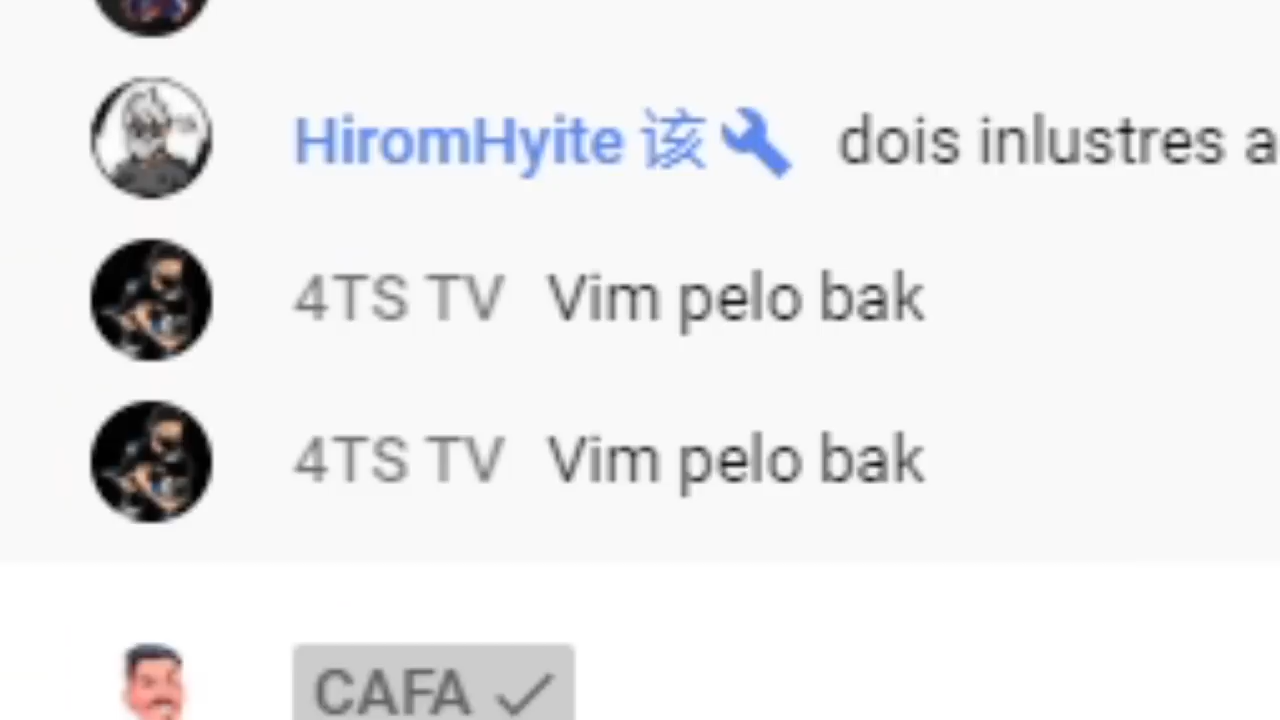 HiromHyite 该 dois inlustres a
4TS TV Vim pelo bak
4TS TV Vim pelo bak
CAFA